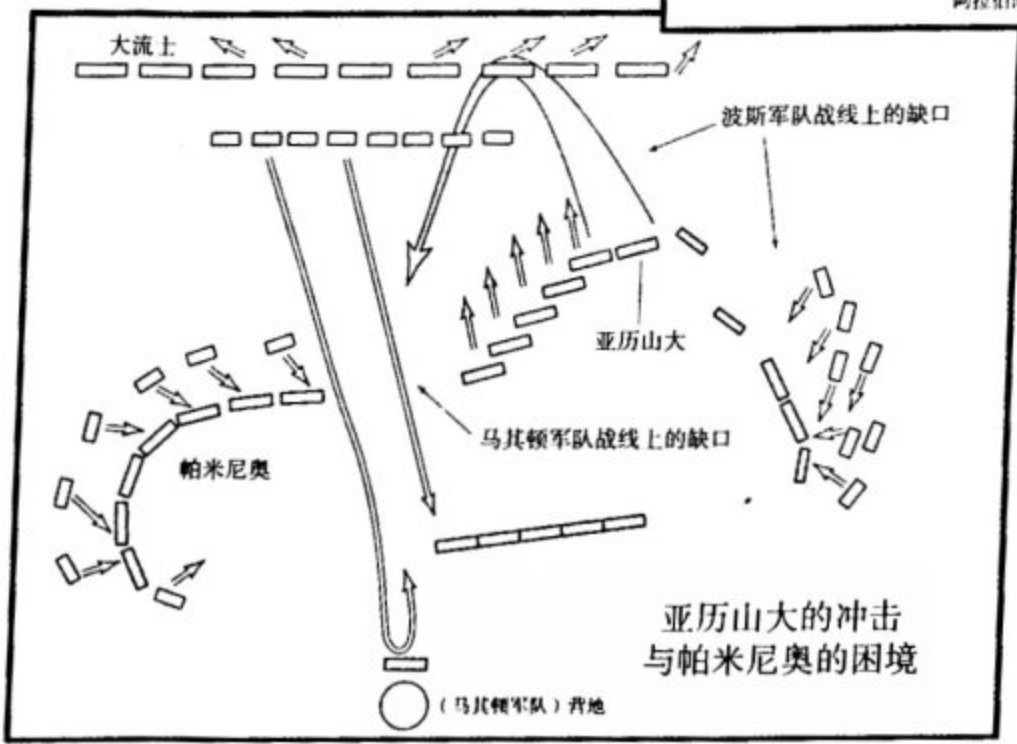 大流士
波斯军队战线上的缺口
亚历山大
马其顿军队战线上的缺口
帕米尼奥
亚历山大的冲击
与帕米尼奥的困境
（马其顿军队）营地